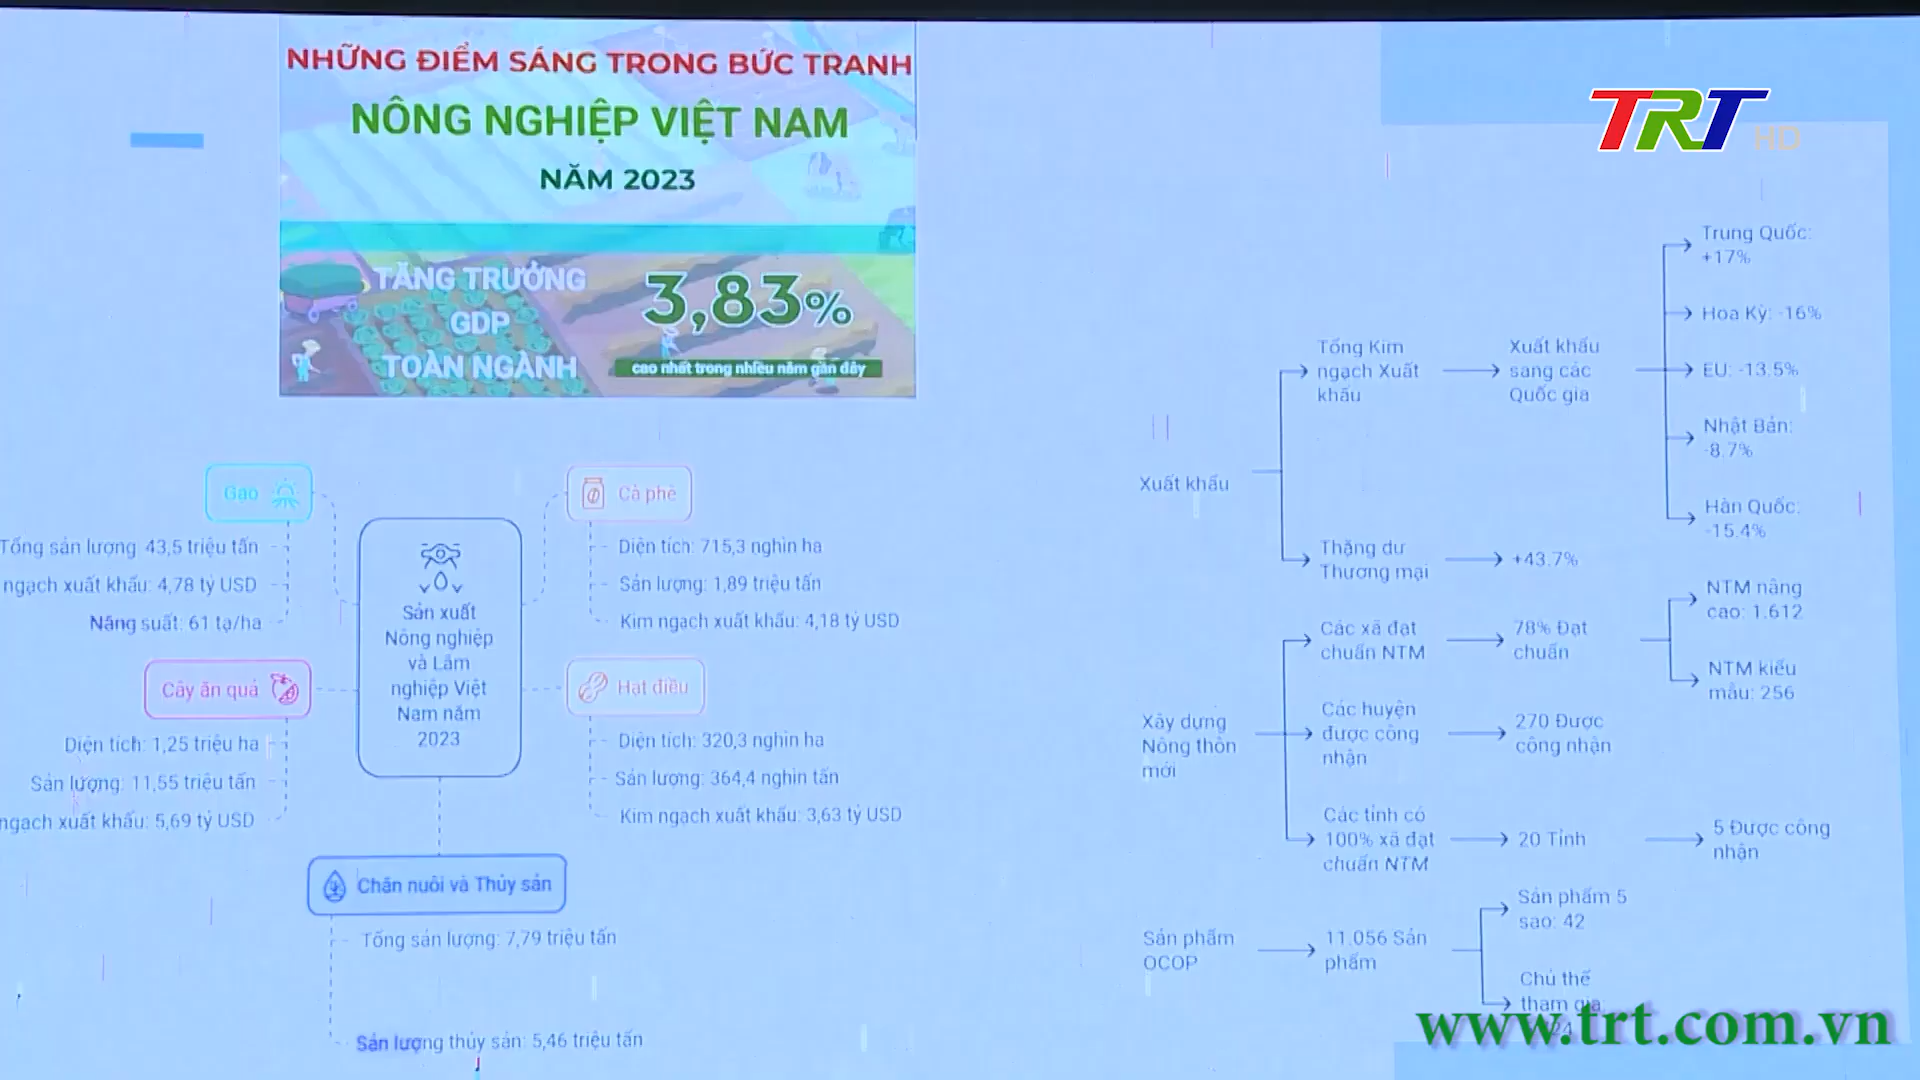 NHỮNG ĐIỂM SÁNG TRONG BỨC TRANH
NÔNG NGHIỆP VIỆT NAM
NĂM 2023
TĂNG TRƯỞNG
GDP
TOÀN NGÀNH
3,83%
cao nhất trong nhiều năm gần đây
TRT HD
Gạo
Tổng sản lượng 43,5 triệu tấn
ngạch xuất khẩu: 4,78 tỷ USD
Năng suất: 61 tạ/ha
Cà phê
Diện tích: 715,3 nghìn ha
Sản lượng: 1,89 triệu tấn
Kim ngạch xuất khẩu: 4,18 tỷ USD
Sản xuất
Nông nghiệp
và Lâm
nghiệp Việt
Nam năm
2023
Cây ăn quả
Diện tích: 1,25 triệu ha
Sản lượng: 11,55 triệu tấn
ngạch xuất khẩu: 5,69 tỷ USD
Hạt điều
Diện tích: 320,3 nghìn ha
Sản lượng: 364,4 nghìn tấn
Kim ngạch xuất khẩu: 3,63 tỷ USD
Chăn nuôi và Thủy sản
Tổng sản lượng: 7,79 triệu tấn
Sản lượng thủy sản: 5,46 triệu tấn
Xuất khẩu
Tổng Kim
ngạch Xuất
khẩu
Xuất khẩu
sang các
Quốc gia
Trung Quốc:
+17%
Hoa Kỳ: -16%
EU: -13.5%
Nhật Bản:
-8.7%
Hàn Quốc:
-15.4%
Thặng dư
Thương mại
+43.7%
Xây dựng
Nông thôn
mới
Các xã đạt
chuẩn NTM
78% Đạt
chuẩn
NTM nâng
cao: 1.612
NTM kiểu
mẫu: 256
Các huyện
được công
nhận
270 Được
công nhận
Các tỉnh có
100% xã đạt
chuẩn NTM
20 Tỉnh
5 Được công
nhận
Sản phẩm
OCOP
11.056 Sản
phẩm
Sản phẩm 5
sao: 42
Chủ thể
tham gia:
www.trt.com.vn